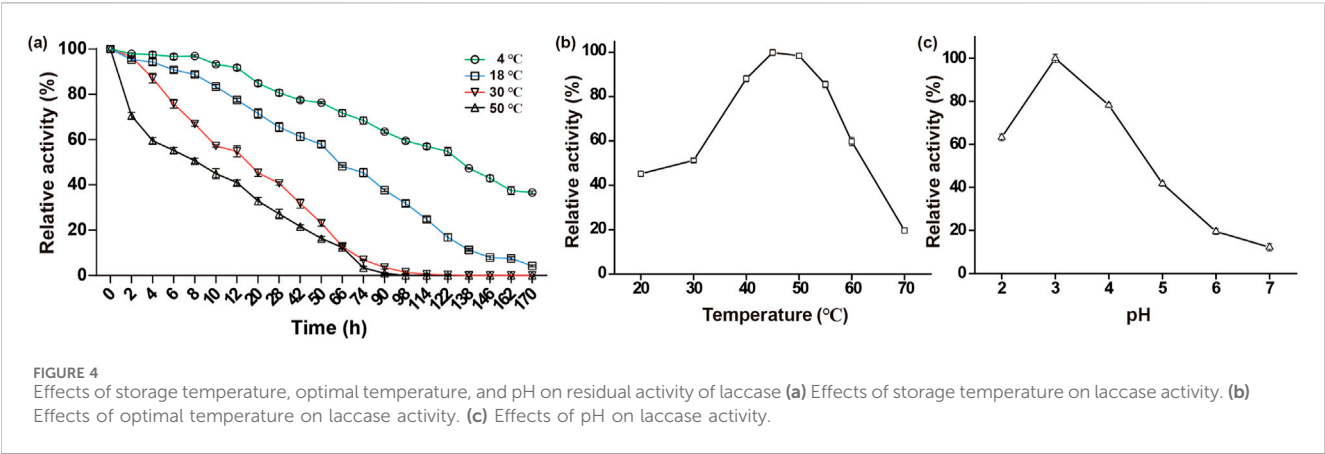 (a)
100
80
60
40
20
0
Relative activity (%)
4 °C
18 °C
30 °C
50 °C
0 2 4 6 8 10 12 20 28 42 50 66 74 90 98 114 122 138 146 162 170
Time (h)
(b)
100
80
60
40
20
0
Relative activity (%)
20 30 40 50 60 70
Temperature (°C)
(c)
100
80
60
40
20
0
Relative activity (%)
2 3 4 5 6 7
pH
FIGURE 4
Effects of storage temperature, optimal temperature, and pH on residual activity of laccase (a) Effects of storage temperature on laccase activity. (b)
Effects of optimal temperature on laccase activity. (c) Effects of pH on laccase activity.